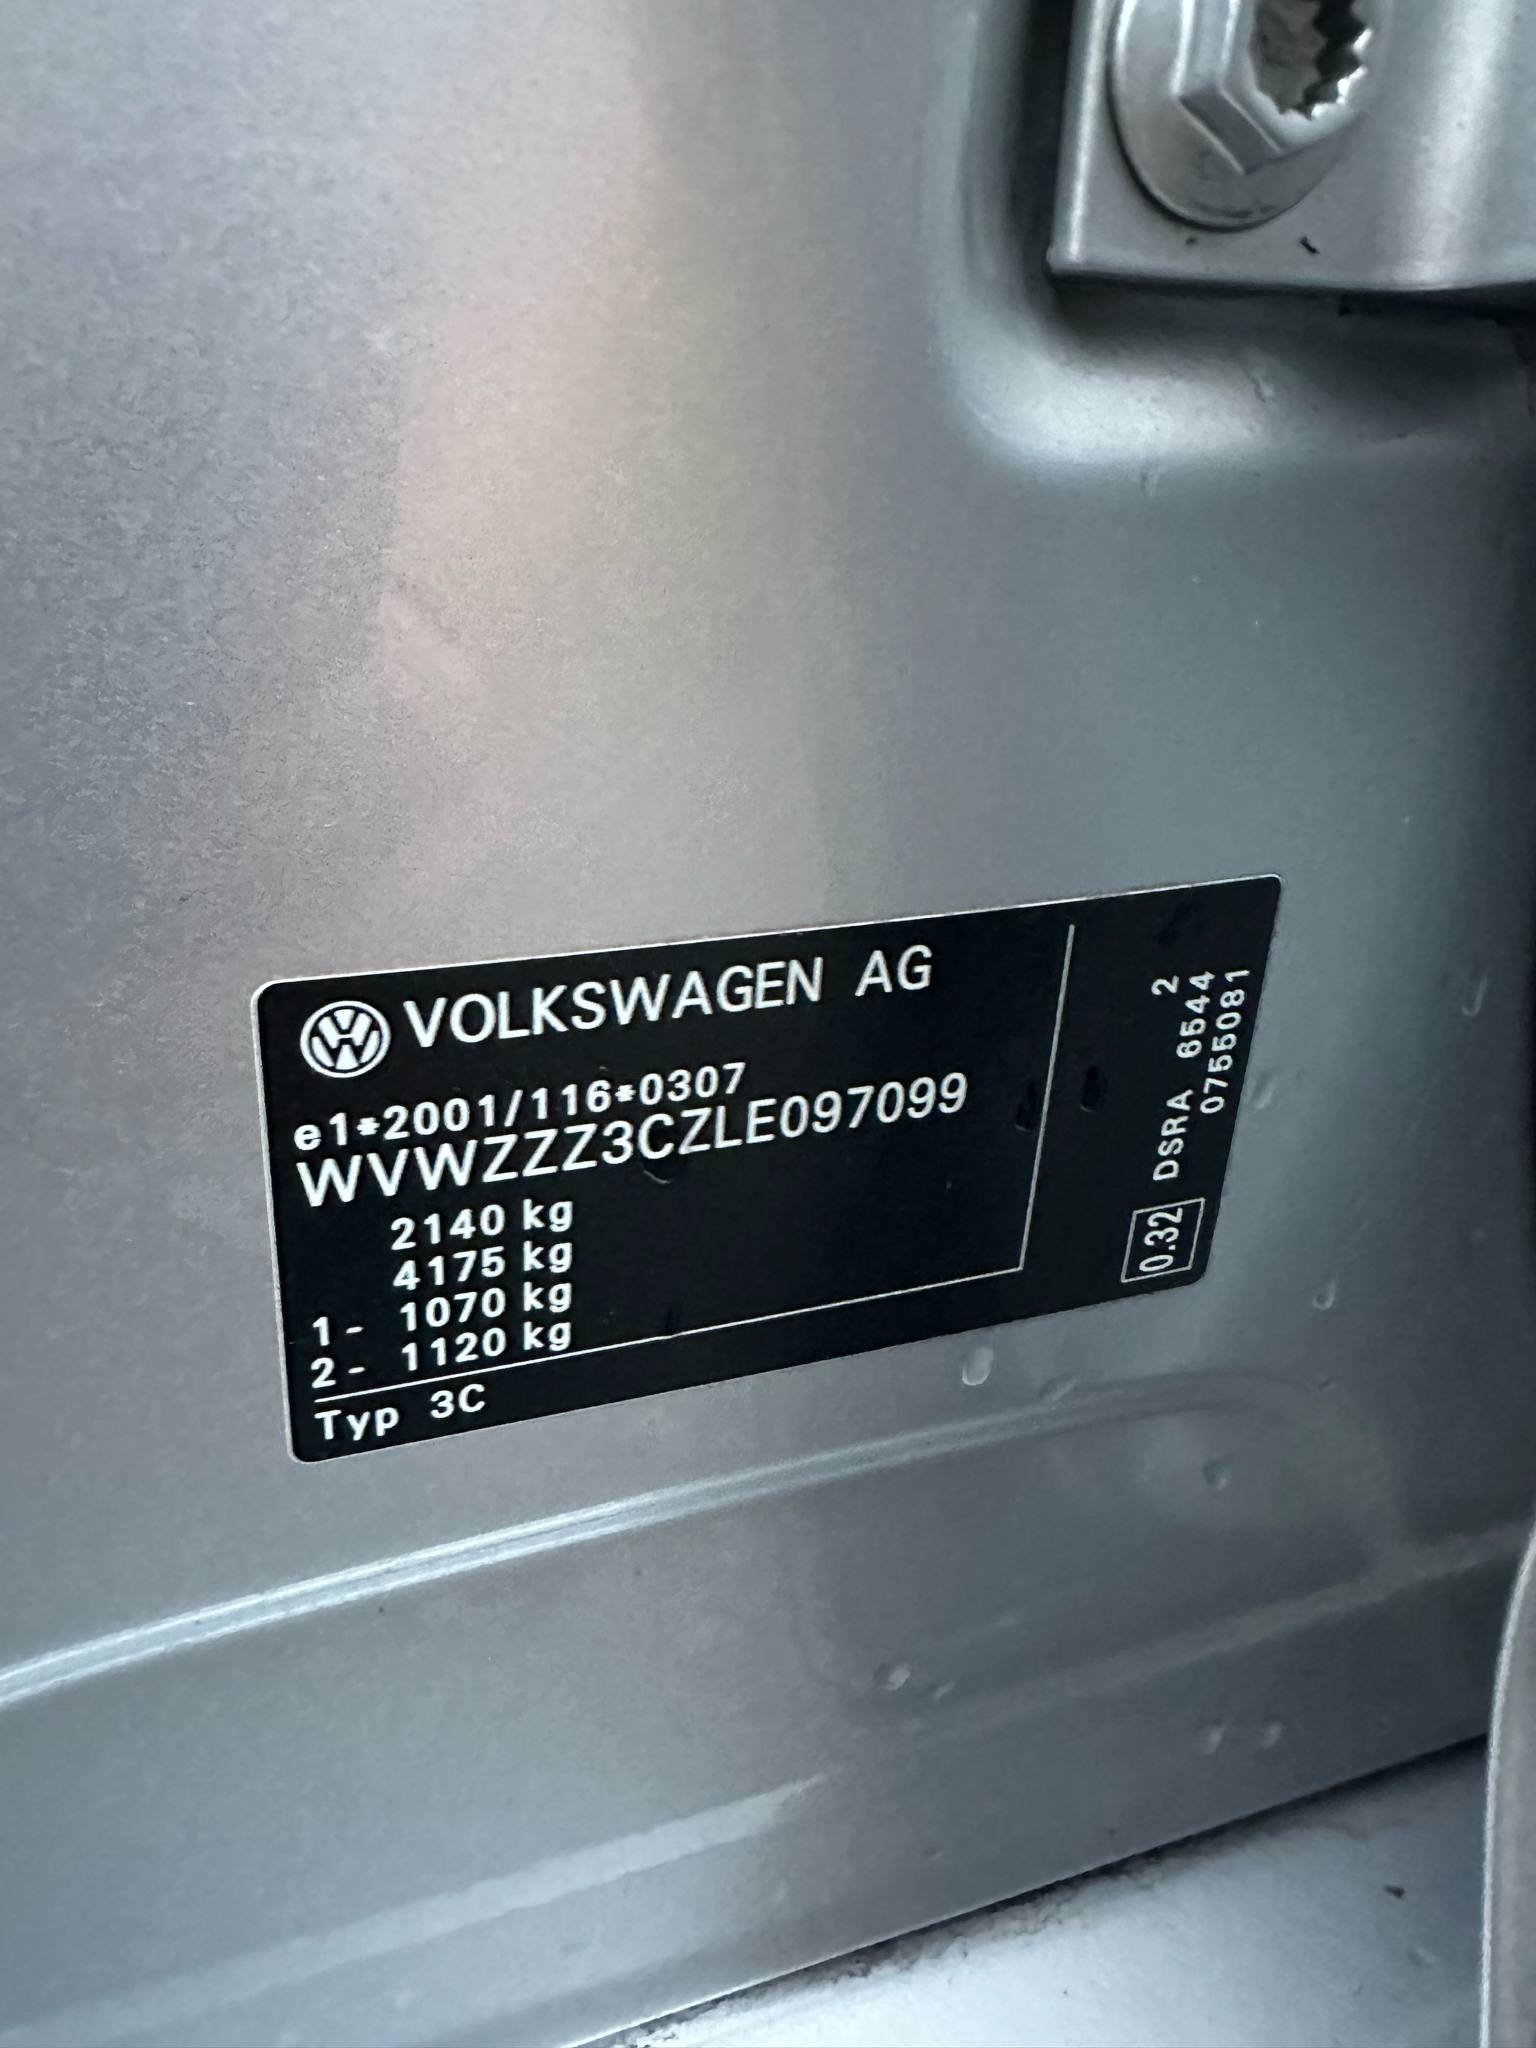 VOLKSWAGEN AG
e1*2001/116*0307
WVWZZZ3CZLE097099
2140 kg
4175 kg
1- 1070 kg
2- 1120 kg
Typ 3C
2
DSRA 6544
0755081
0.32